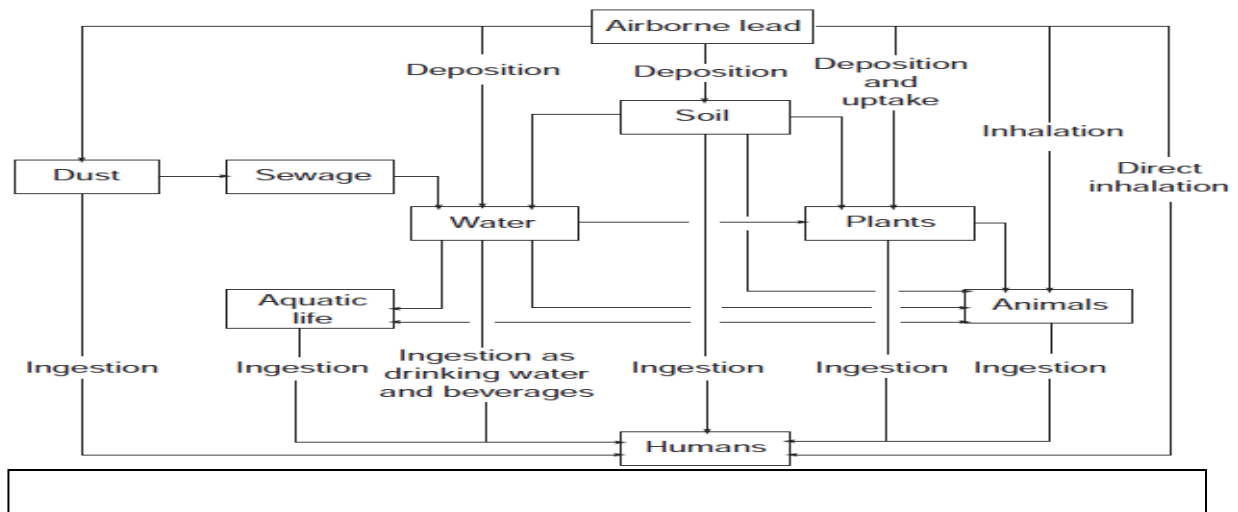 Airborne lead
Deposition
Deposition
Deposition
and
uptake
Soil
Inhalation
Direct
inhalation
Dust
Sewage
Water
Plants
Aquatic
life
Animals
Ingestion
Ingestion
Ingestion as
drinking water
and beverages
Ingestion
Ingestion
Ingestion
Humans